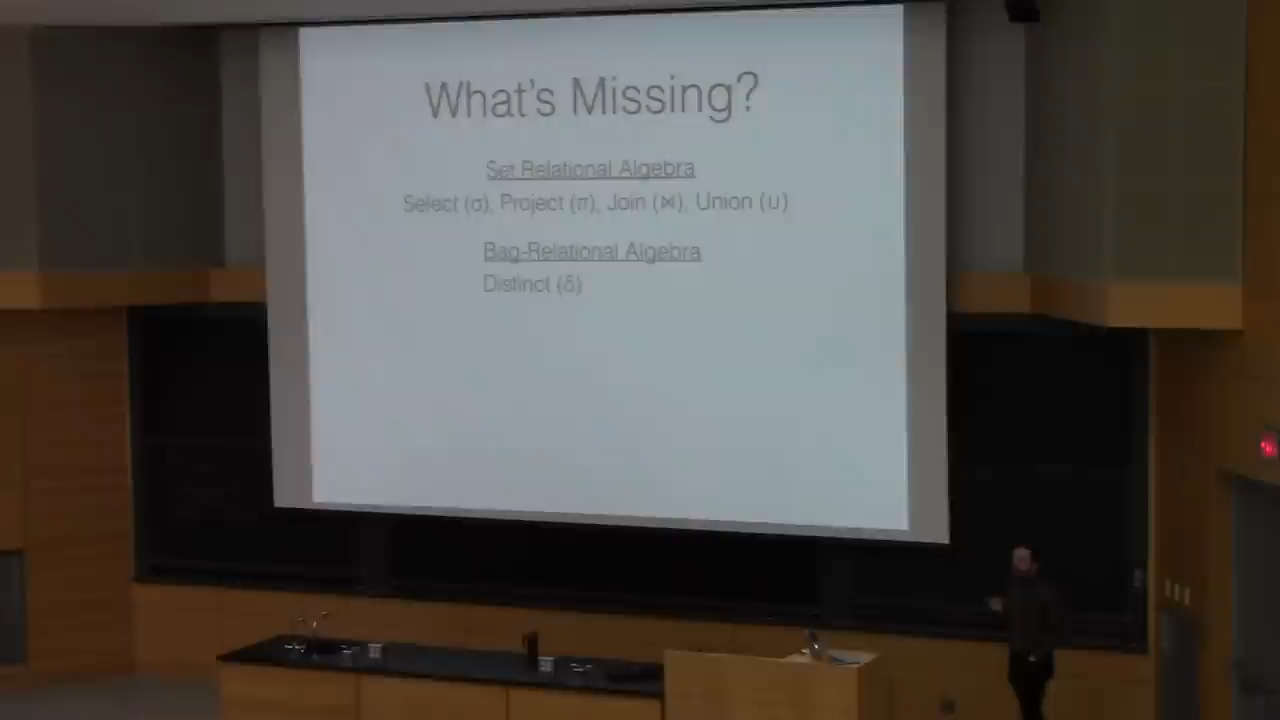 What's Missing?
Set Relational Algebra
Select (σ), Project (π), Join (⋈), Union (∪)
Bag-Relational Algebra
Distinct (δ)